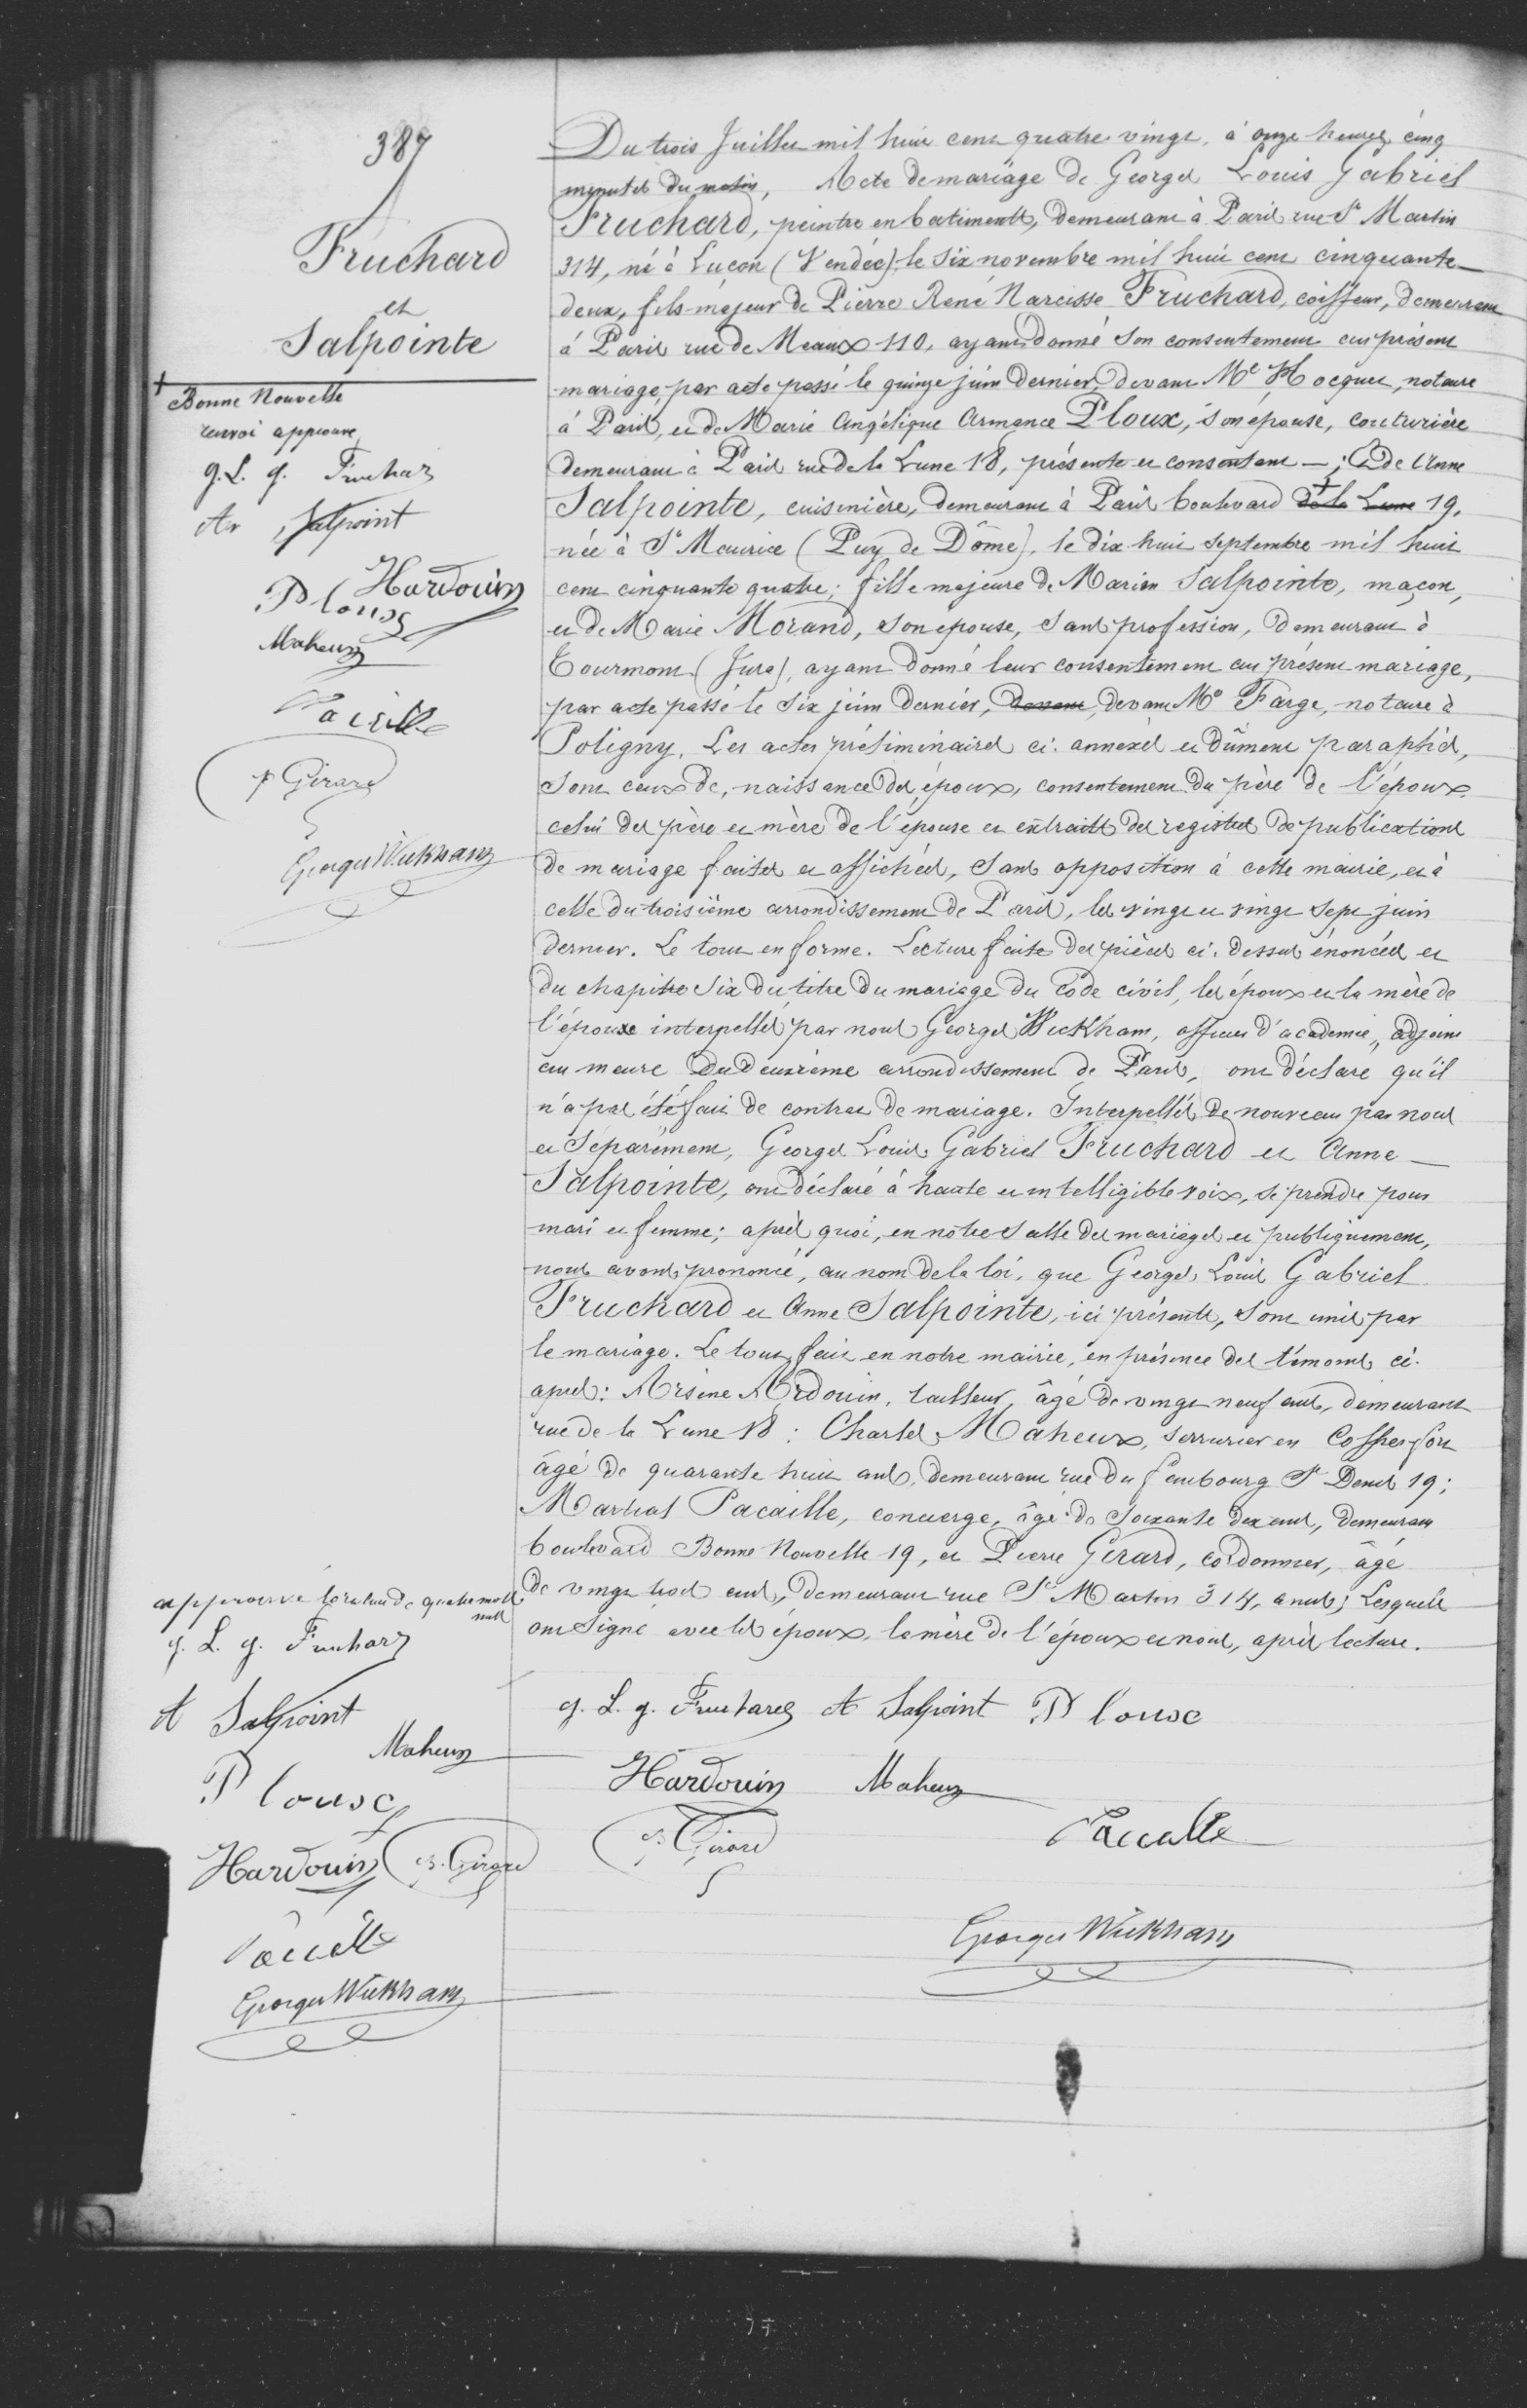 387
Fruchard
et
Salpointe
+
Bonne Nouvelle
renvoi approuvé
g. L. g. Fruchard
A Salpoint
Hardouin
Plouse
Maheux
Pacaille
P Girard
Georges Wickham
Du trois Juillet mil huit cent quatre vingt, à onze heures cinq
minutes du matin, Acte de mariage de Georges Louis Gabriel
Fruchard, peintre en batiments, demeurant à Paris rue St Martin
314, né à Luçon (Vendée), le six novembre mil huit cent cinquante
deux, fils majeur de Pierre René Narcisse Fruchard, coiffeur, demeurant
à Paris rue de Meaux 110, ayant donné son consentement au présent
mariage, par acte passé le quinze juin dernier, devant Me Hocquet, notaire
à Paris, et de Marie Angélique Armance Ploux, son épouse, couturière
demeurant à Paris rue de la Lune 18, présente et consentant —; & de Anne
Salpointe, cuisinière, demeurant à Paris boulevard + de la Lune 19,
née à St Maurice (Puy de Dôme), le dix huit septembre mil huit
cent cinquante quatre; fille majeure de Marien Salpointe, maçon,
et de Marie Morand, son epouse, sans profession, demeurant à
Tourmont (Jura), ayant donné leur consentement au présent mariage,
par acte passé le six juin dernier, devant, devant Me Farge, notaire à
Poligny. Les actes préliminaires ci-annexés et dûment paraphés,
sont ceux de, naissance des époux, consentement du père de l'époux
celui des père et mère de l'épouse et extraits des registres de publications
de mariage faites et affichées, sans opposition à cette mairie, et à
celle du troisième arrondissement de Paris, les vingt et vingt sept juin
dernier. Le tout en forme. Lecture faite des pièces ci-dessus énoncées et
du chapitre six du titre du mariage du Code civil, les époux et la mère de
l'époux interpellés par nous Georges Wickham, officier d'académie, adjoint
au maire du deuxième arrondissement de Paris, ont déclaré qu'il
n'a pas été fait de contrat de mariage. Interpellés de nouveau par nous
et séparément, Georges Louis Gabriel Fruchard et Anne —
Salpointe, ont déclaré à haute et intelligible voix, se prendre pour
mari et femme; après quoi, en notre salle des mariages et publiquement,
nous avons prononcé, au nom de la loi, que Georges Louis Gabriel
Fruchard et Anne Salpointe, ici présents, sont unis par
le mariage. Le tout fait en notre mairie, en présence des témoins ci-
après: Arsène Ardouin, tailleur, âgé de vingt neuf ans, demeurant
rue de la Lune 18: Charles Maheux, serrurier en Coffres-fort
âgé de quarante huit ans, demeurant rue du faubourg St Denis 19;
Martial Pacaille, concierge, âgé de soixante dix ans, demeurant
boulevard Bonne Nouvelle 19, et Pierre Girard, cordonnier, âgé
de vingt trois ans, demeurant rue St Martin 314, amis; Lesquels
ont signé avec les époux, la mère de l'époux et nous, après lecture.
approuvé la rature de quatre mots
nuls
g. L. g. Fruchard
A Salpoint
Maheux
Plouse
Hardouin P. Girard
Pacaille
Georges Wickham
g. L. g. Fruchard A Salpoint Plouse
Hardouin Maheux
P. Girard Pacaille
Georges Wickham